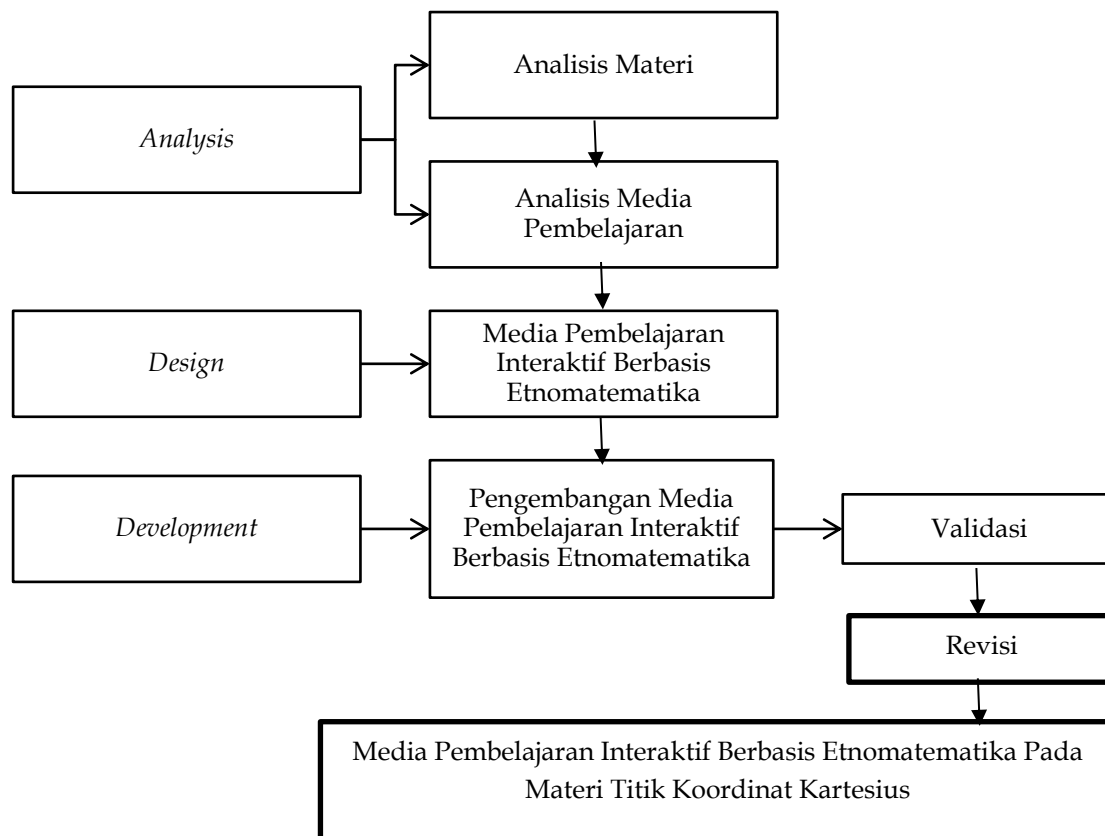 Analisis Materi
Analysis
Analisis Media
Pembelajaran
Design
Media Pembelajaran
Interaktif Berbasis
Etnomatematika
Development
Pengembangan Media
Pembelajaran Interaktif
Berbasis Etnomatematika
Validasi
Revisi
Media Pembelajaran Interaktif Berbasis Etnomatematika Pada
Materi Titik Koordinat Kartesius